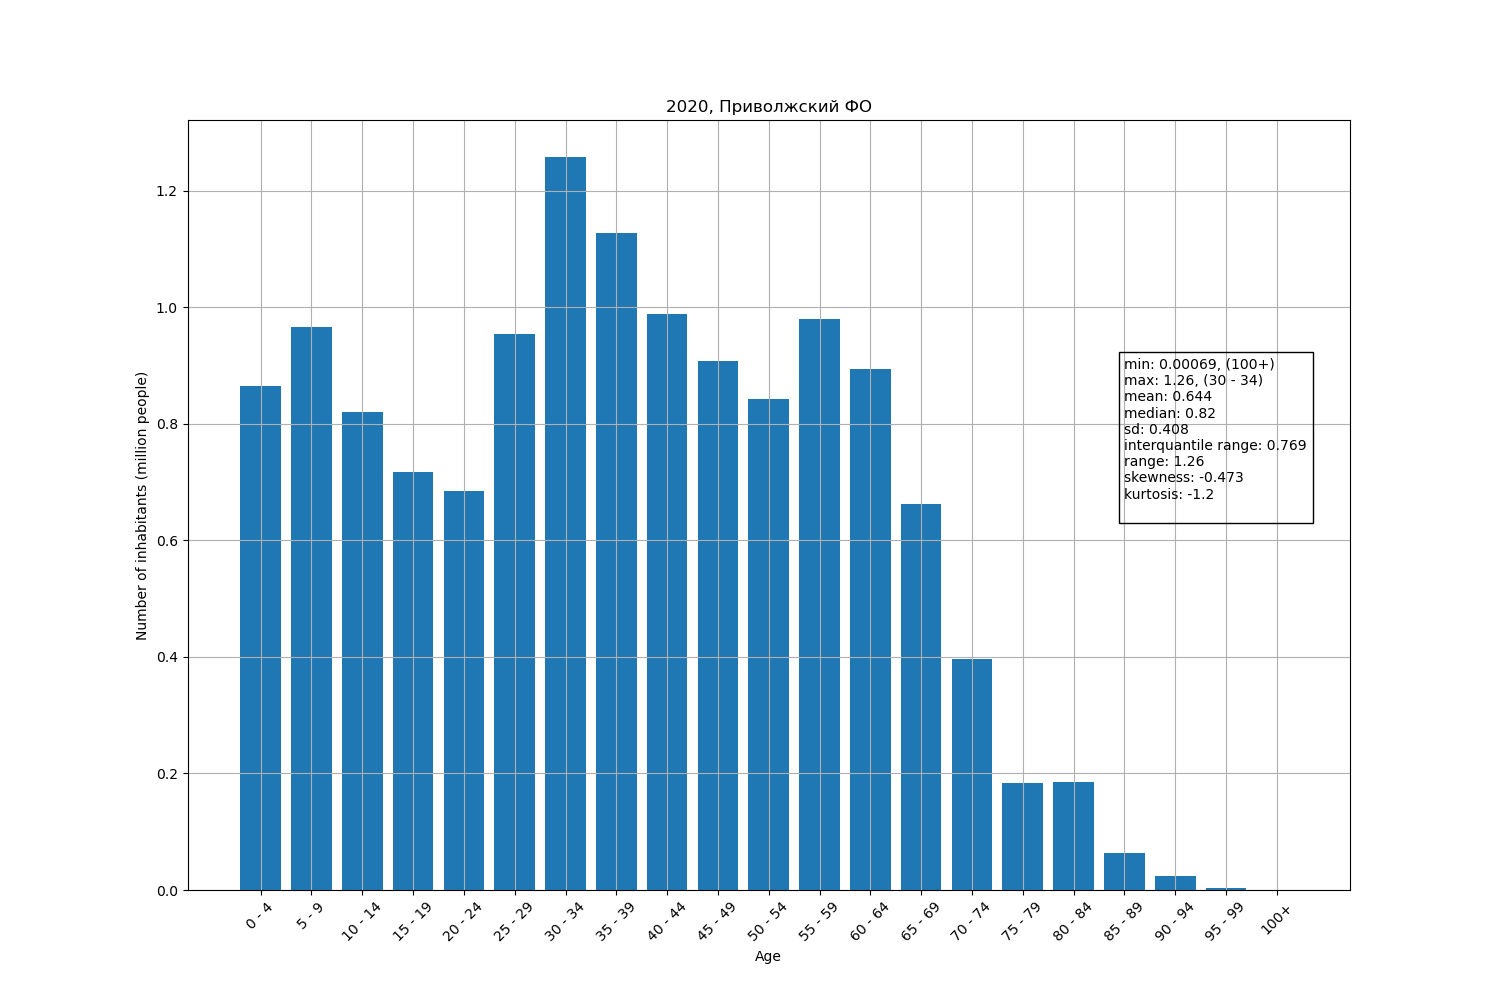 2020, Приволжский ФО
Number of inhabitants (million people)
1.2
1.0
0.8
0.6
0.4
0.2
0.0
min: 0.00069, (100+)
max: 1.26, (30 - 34)
mean: 0.644
median: 0.82
sd: 0.408
interquantile range: 0.769
range: 1.26
skewness: -0.473
kurtosis: -1.2
0 - 4
5 - 9
10 - 14
15 - 19
20 - 24
25 - 29
30 - 34
35 - 39
40 - 44
45 - 49
50 - 54
55 - 59
60 - 64
65 - 69
70 - 74
75 - 79
80 - 84
85 - 89
90 - 94
95 - 99
100+
Age